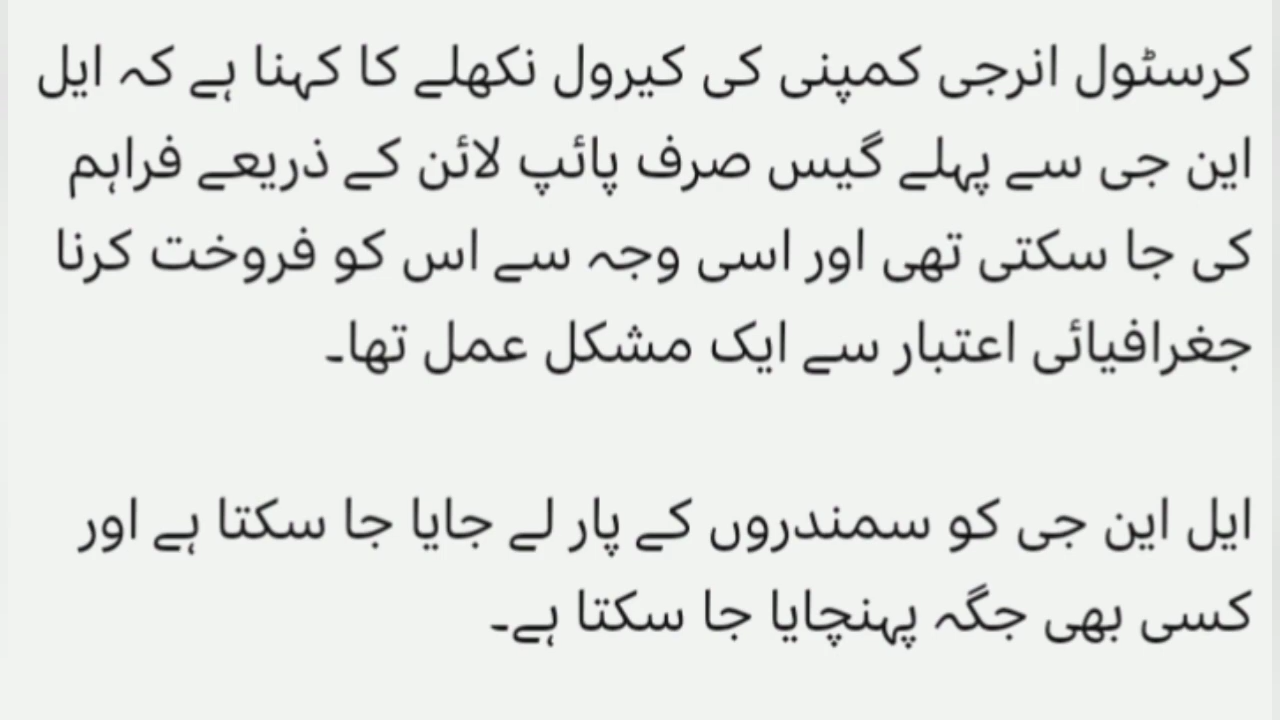 کرسٹول انرجی کمپنی کی کیرول نکھلے کا کہنا ہے کہ ایل
این جی سے پہلے گیس صرف پائپ لائن کے ذریعے فراہم
کی جا سکتی تھی اور اسی وجہ سے اس کو فروخت کرنا
جغرافیائی اعتبار سے ایک مشکل عمل تھا۔
ایل این جی کو سمندروں کے پار لے جایا جا سکتا ہے اور
کسی بھی جگہ پہنچایا جا سکتا ہے۔